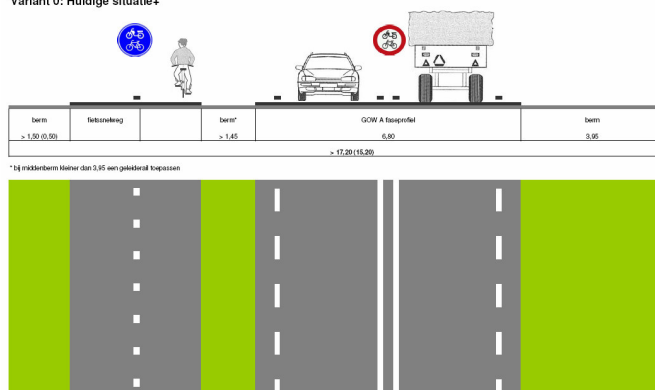 Variant 0: Huidige situatie+
berm fietssnelweg berm* GOW A faseprofiel berm
> 1,50 (0,50) > 1,45 6,80 3,95
> 17,20 (15,20)
* bij middenberm kleiner dan 3,95 een geleiderail toepassen